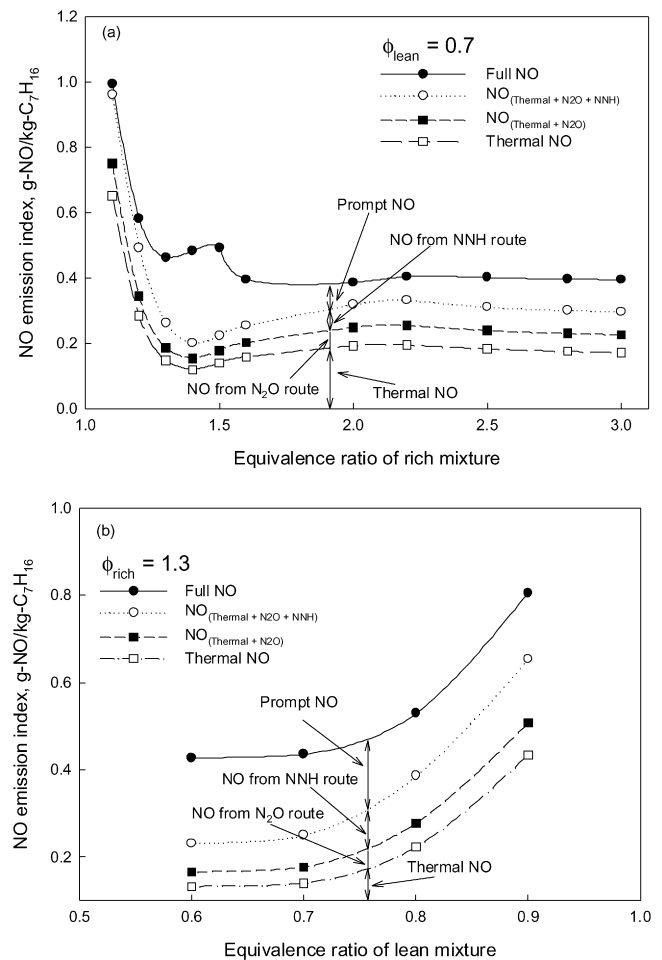 (a)
ϕlean = 0.7
Full NO
NO(Thermal + N2O + NNH)
NO(Thermal + N2O)
Thermal NO
Prompt NO
NO from NNH route
NO from N2O route
Thermal NO
NO emission index, g-NO/kg-C7H16
1.2
1.0
0.8
0.6
0.4
0.2
0.0
1.0 1.5 2.0 2.5 3.0
Equivalence ratio of rich mixture
(b)
ϕrich = 1.3
Full NO
NO(Thermal + N2O + NNH)
NO(Thermal + N2O)
Thermal NO
Prompt NO
NO from NNH route
NO from N2O route
Thermal NO
NO emission index, g-NO/kg-C7H16
1.0
0.8
0.6
0.4
0.2
0.5 0.6 0.7 0.8 0.9 1.0
Equivalence ratio of lean mixture